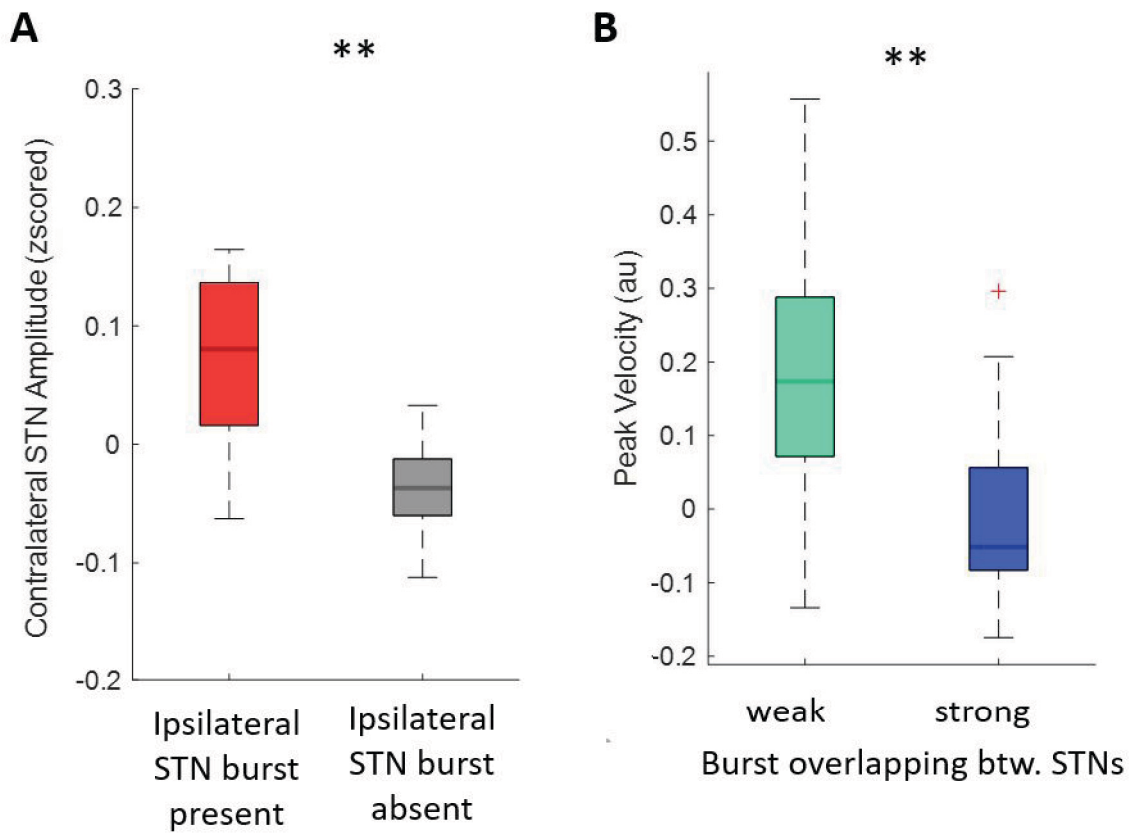 A
**
Contralateral STN Amplitude (zscored)
0.3
0.2
0.1
0
-0.1
-0.2
Ipsilateral
STN burst
present
Ipsilateral
STN burst
absent
B
**
Peak Velocity (au)
0.5
0.4
0.3
0.2
0.1
0
-0.1
-0.2
weak
strong
Burst overlapping btw. STNs